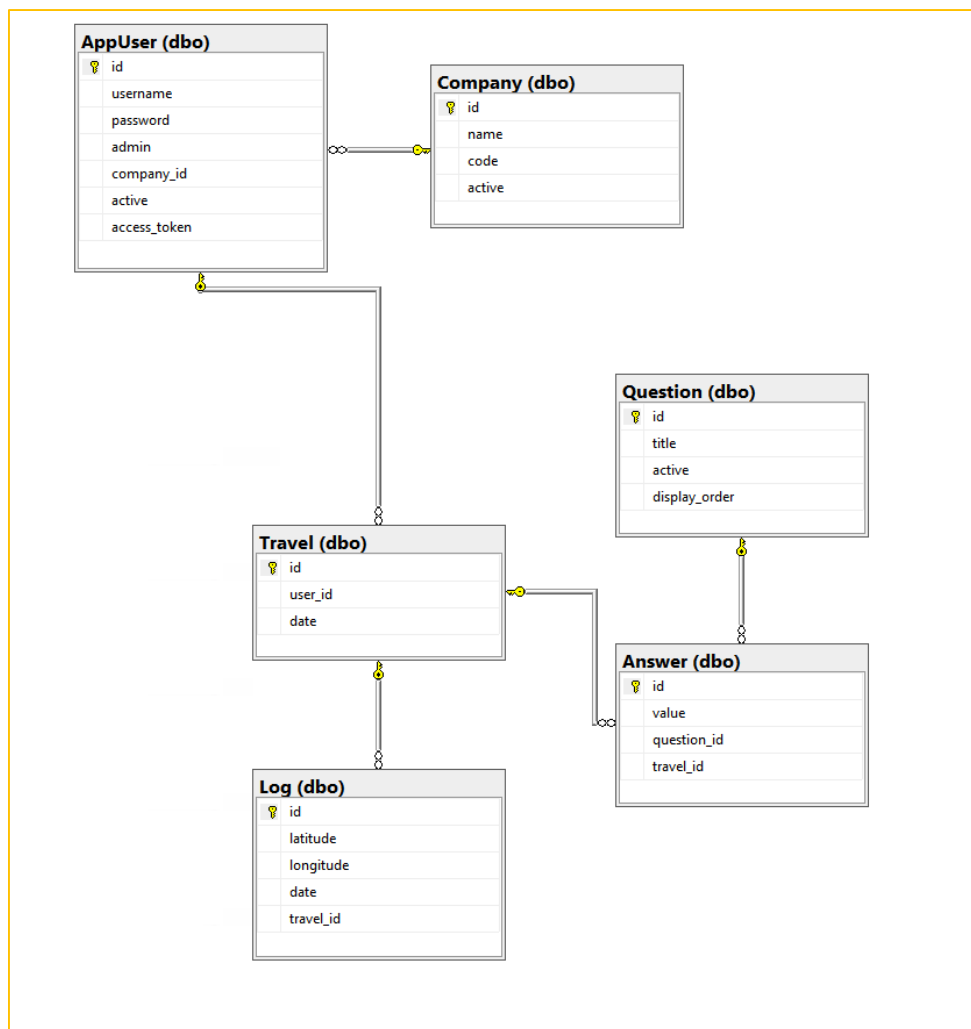 AppUser (dbo)
id
username
password
admin
company_id
active
access_token
Company (dbo)
id
name
code
active
Question (dbo)
id
title
active
display_order
Travel (dbo)
id
user_id
date
Answer (dbo)
id
value
question_id
travel_id
Log (dbo)
id
latitude
longitude
date
travel_id